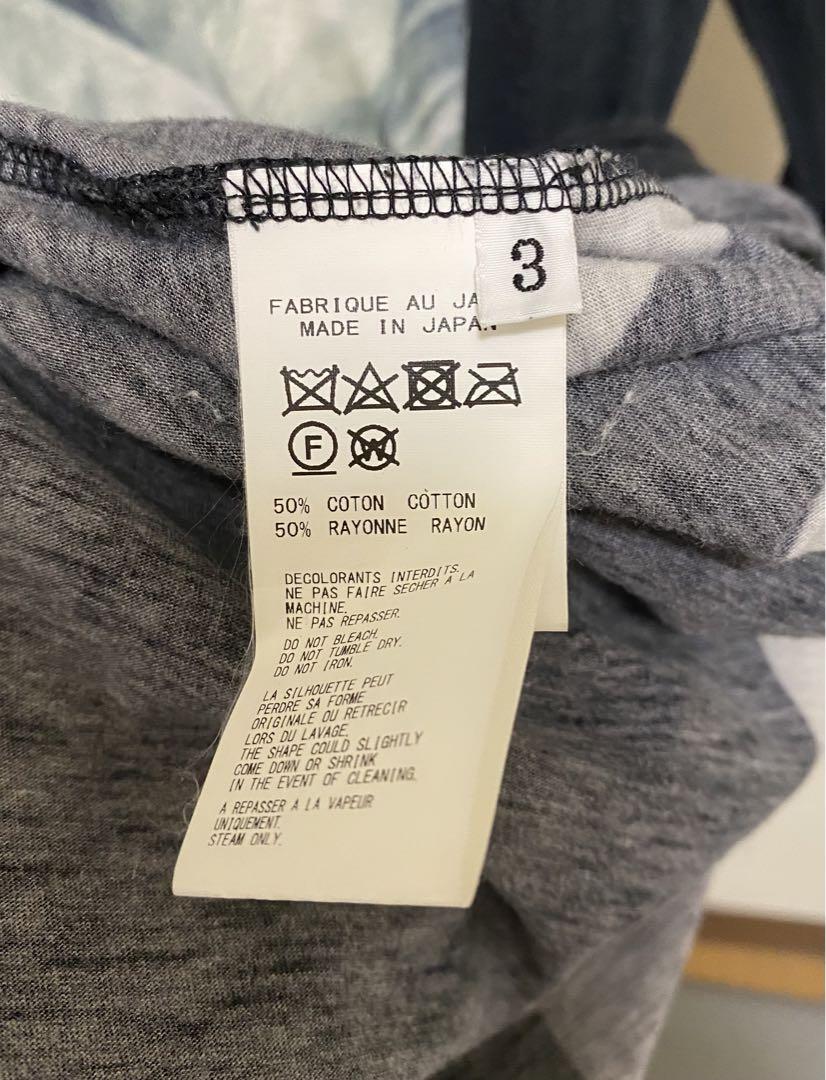 3
FABRIQUE AU
MADE IN JAPAN
F
W
50% COTON COTTON
50% RAYONNE RAYON
DECOLORANTS INTERDITS.
NE PAS FAIRE SECHER A LA
MACHINE.
NE PAS REPASSER.
DO NOT BLEACH.
DO NOT TUMBLE DRY.
DO NOT IRON.
LA SILHOUETTE PEUT
PERDRE SA FORME
ORIGINALE OU RETRECIR
LORS DU LAVAGE.
THE SHAPE COULD SLIGHTLY
COME DOWN OR SHRINK
IN THE EVENT OF CLEANING.
A REPASSER A LA VAPEUR
UNIQUEMENT.
STEAM ONLY.